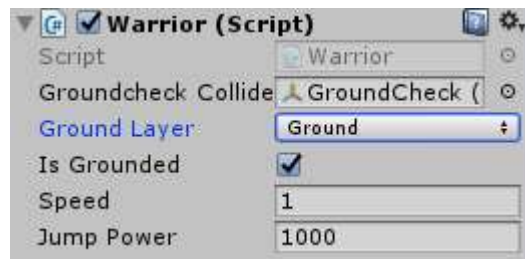 Warrior (Script)
Script Warrior
Groundcheck Collide GroundCheck (
Ground Layer Ground
Is Grounded
Speed 1
Jump Power 1000